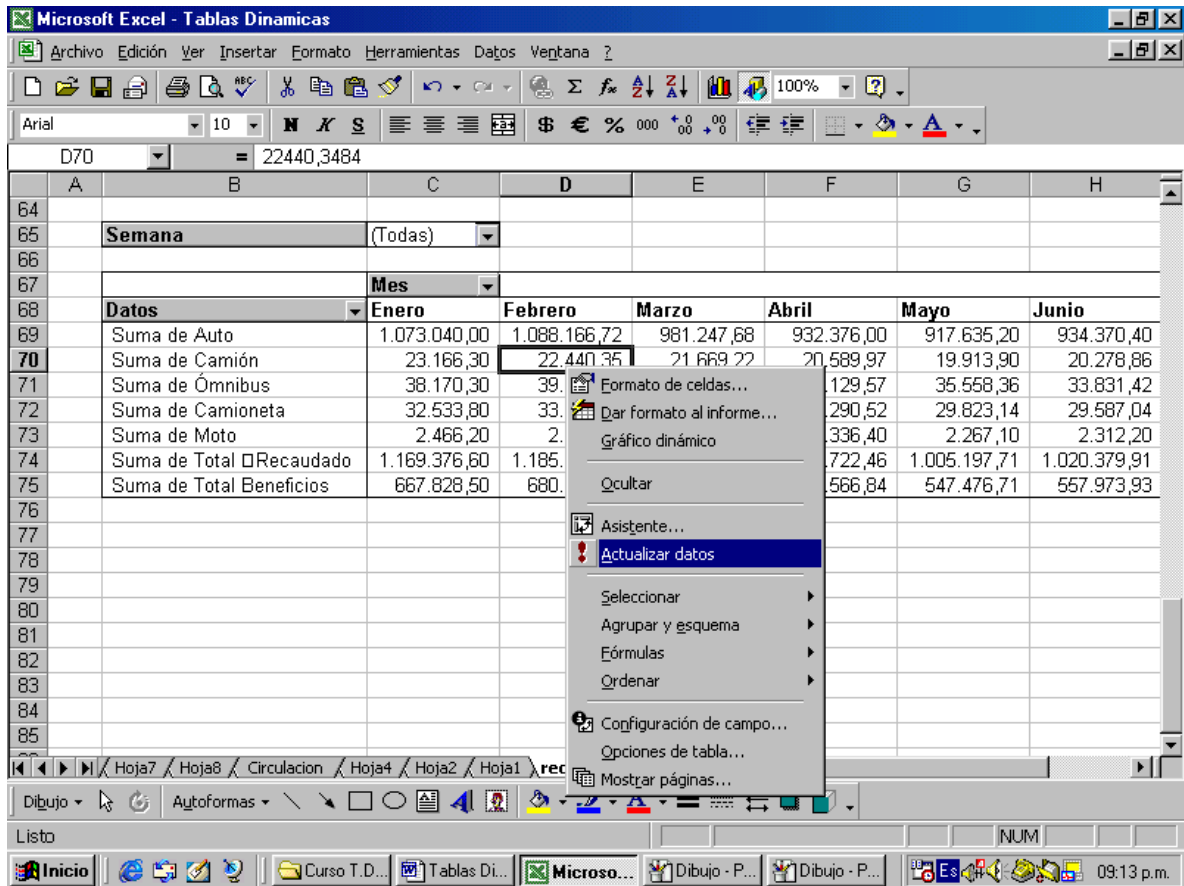 Microsoft Excel - Tablas Dinamicas
Archivo Edición Ver Insertar Formato Herramientas Datos Ventana ?
100%
Arial 10 N K S $ € % 000
D70 = 22440,3484
A B C D E F G H
64
65 Semana (Todas)
66
67 Mes
68 Datos Enero Febrero Marzo Abril Mayo Junio
69 Suma de Auto 1.073.040,00 1.088.166,72 981.247,68 932.376,00 917.635,20 934.370,40
70 Suma de Camión 23.166,30 22.440,35 21.669,22 20.589,97 19.913,90 20.278,86
71 Suma de Ómnibus 38.170,30 39. .129,57 35.558,36 33.831,42
72 Suma de Camioneta 32.533,80 33. .290,52 29.823,14 29.587,04
73 Suma de Moto 2.466,20 2. .336,40 2.267,10 2.312,20
74 Suma de Total □Recaudado 1.169.376,60 1.185. .722,46 1.005.197,71 1.020.379,91
75 Suma de Total Beneficios 667.828,50 680. .566,84 547.476,71 557.973,93
76
77
78
79
80
81
82
83
84
85
Formato de celdas...
Dar formato al informe...
Gráfico dinámico
Ocultar
Asistente...
Actualizar datos
Seleccionar
Agrupar y esquema
Fórmulas
Ordenar
Configuración de campo...
Opciones de tabla...
Mostrar páginas...
Hoja7 Hoja8 Circulacion Hoja4 Hoja2 Hoja1 rec
Dibujo Autoformas
Listo NUM
Inicio Curso T.D... Tablas Di... Microso... Dibujo - P... Dibujo - P... Es 09:13 p.m.